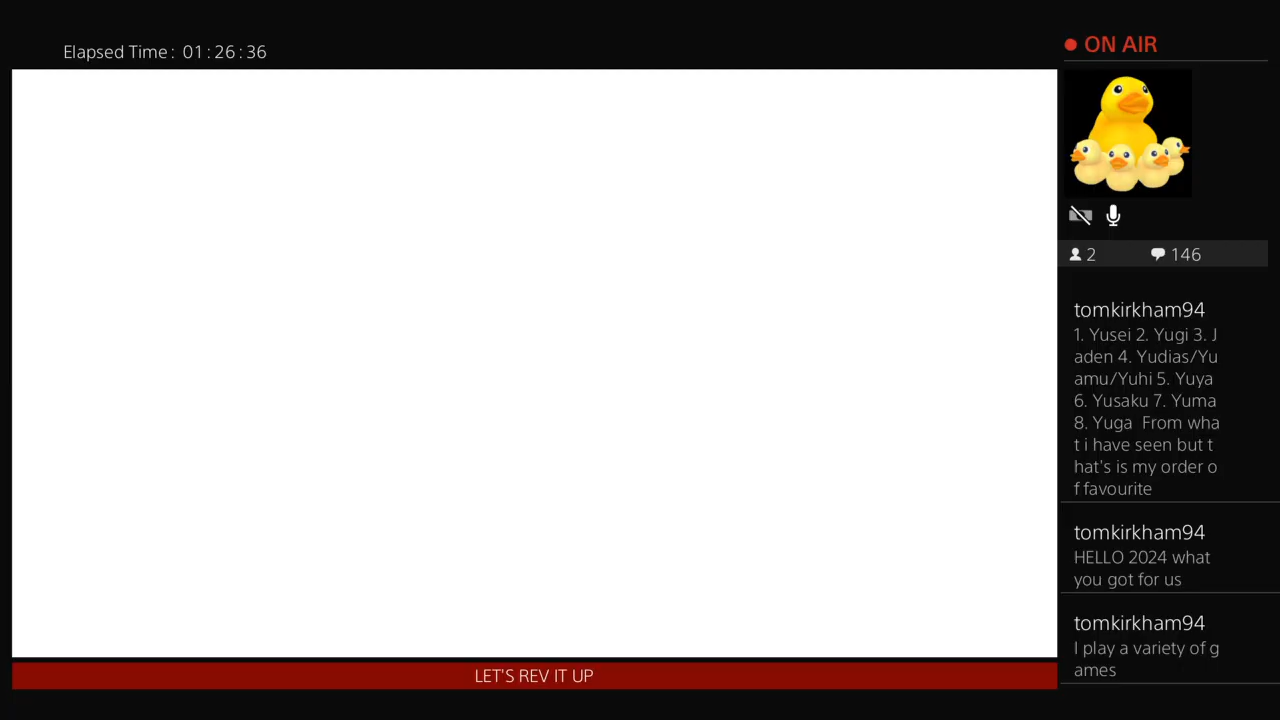 Elapsed Time: 01:26:36
ON AIR
2
146
tomkirkham94
1. Yusei 2. Yugi 3. J
aden 4. Yudias/Yu
amu/Yuhi 5. Yuya
6. Yusaku 7. Yuma
8. Yuga  From wha
t i have seen but t
hat's is my order o
f favourite
tomkirkham94
HELLO 2024 what
you got for us
tomkirkham94
I play a variety of g
ames
LET'S REV IT UP